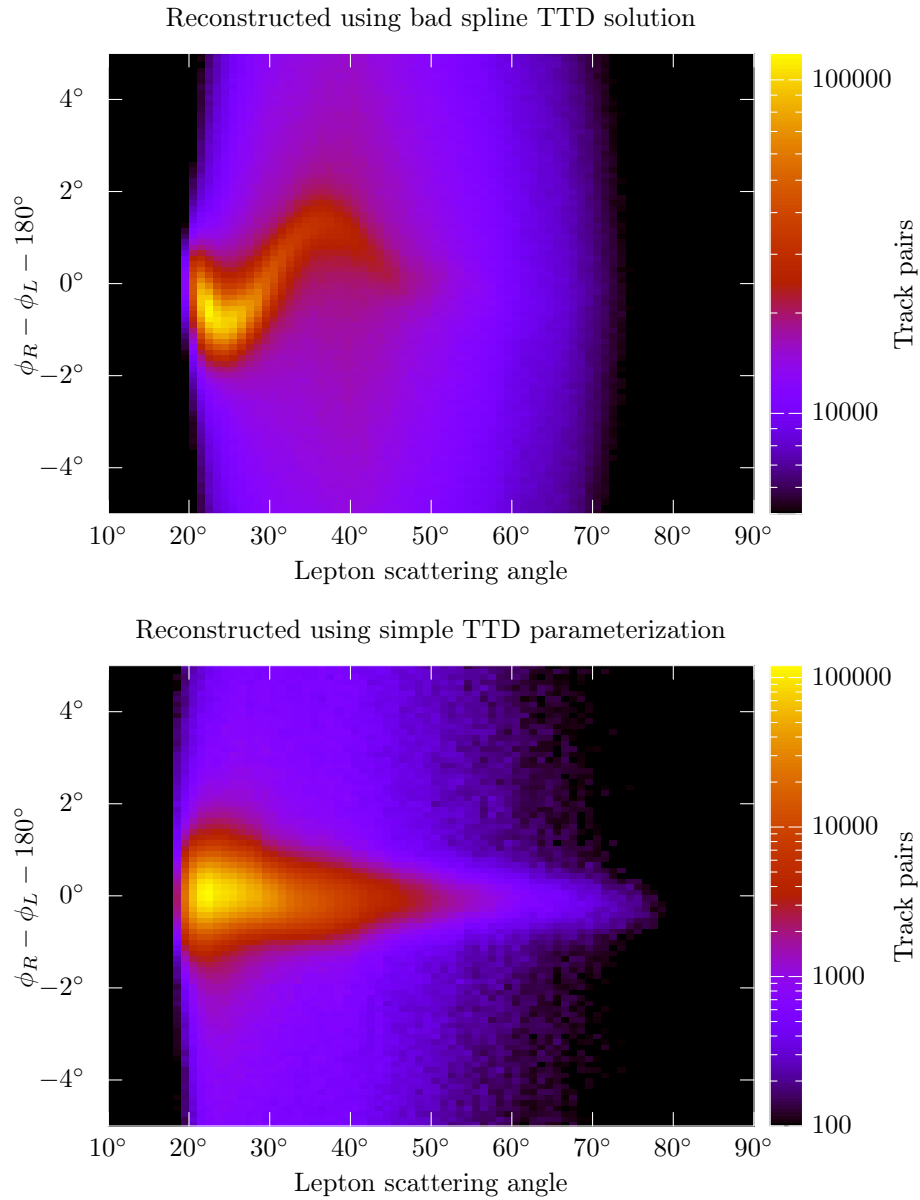 Reconstructed using bad spline TTD solution
4°
2°
0°
−2°
−4°
ϕR − ϕL − 180°
10° 20° 30° 40° 50° 60° 70° 80° 90°
Lepton scattering angle
100000
10000
Track pairs
Reconstructed using simple TTD parameterization
4°
2°
0°
−2°
−4°
ϕR − ϕL − 180°
10° 20° 30° 40° 50° 60° 70° 80° 90°
Lepton scattering angle
100000
10000
1000
100
Track pairs